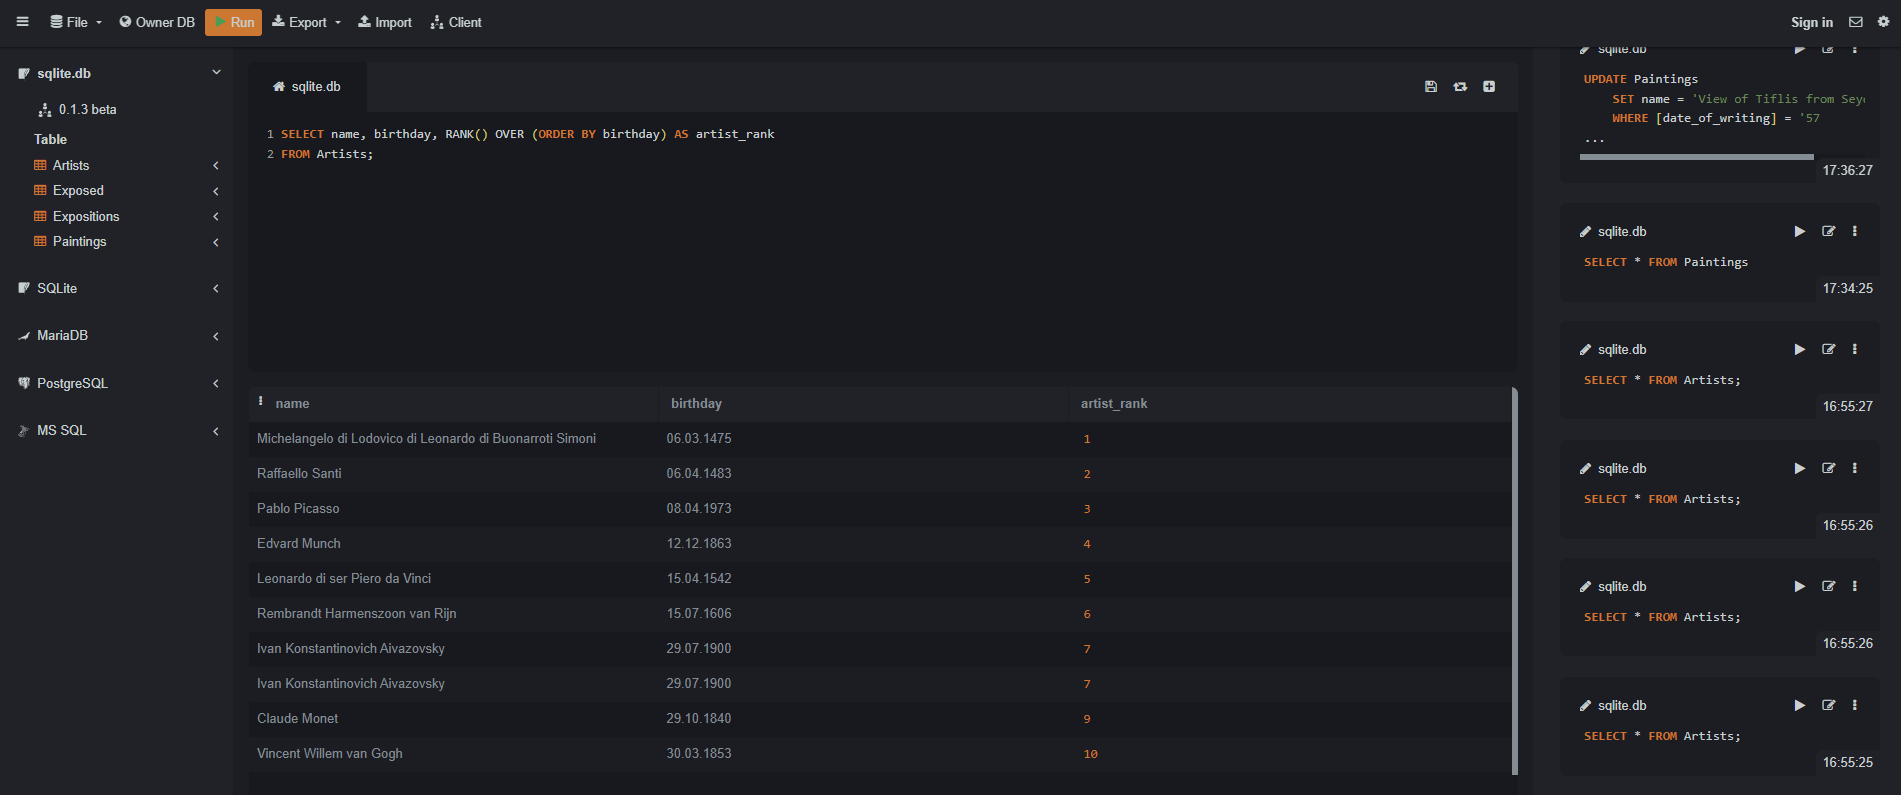 File Owner DB Run Export Import Client Sign in
sqlite.db
0.1.3 beta
Table
Artists
Exposed
Expositions
Paintings
SQLite
MariaDB
PostgreSQL
MS SQL
sqlite.db
1 SELECT name, birthday, RANK() OVER (ORDER BY birthday) AS artist_rank
2 FROM Artists;
name birthday artist_rank
Michelangelo di Lodovico di Leonardo di Buonarroti Simoni 06.03.1475 1
Raffaello Santi 06.04.1483 2
Pablo Picasso 08.04.1973 3
Edvard Munch 12.12.1863 4
Leonardo di ser Piero da Vinci 15.04.1542 5
Rembrandt Harmenszoon van Rijn 15.07.1606 6
Ivan Konstantinovich Aivazovsky 29.07.1900 7
Ivan Konstantinovich Aivazovsky 29.07.1900 7
Claude Monet 29.10.1840 9
Vincent Willem van Gogh 30.03.1853 10
sqlite.db
UPDATE Paintings
SET name = 'View of Tiflis from
WHERE [date_of_writing] = '57
...
17:36:27
sqlite.db
SELECT * FROM Paintings
17:34:25
sqlite.db
SELECT * FROM Artists;
16:55:27
sqlite.db
SELECT * FROM Artists;
16:55:26
sqlite.db
SELECT * FROM Artists;
16:55:26
sqlite.db
SELECT * FROM Artists;
16:55:25